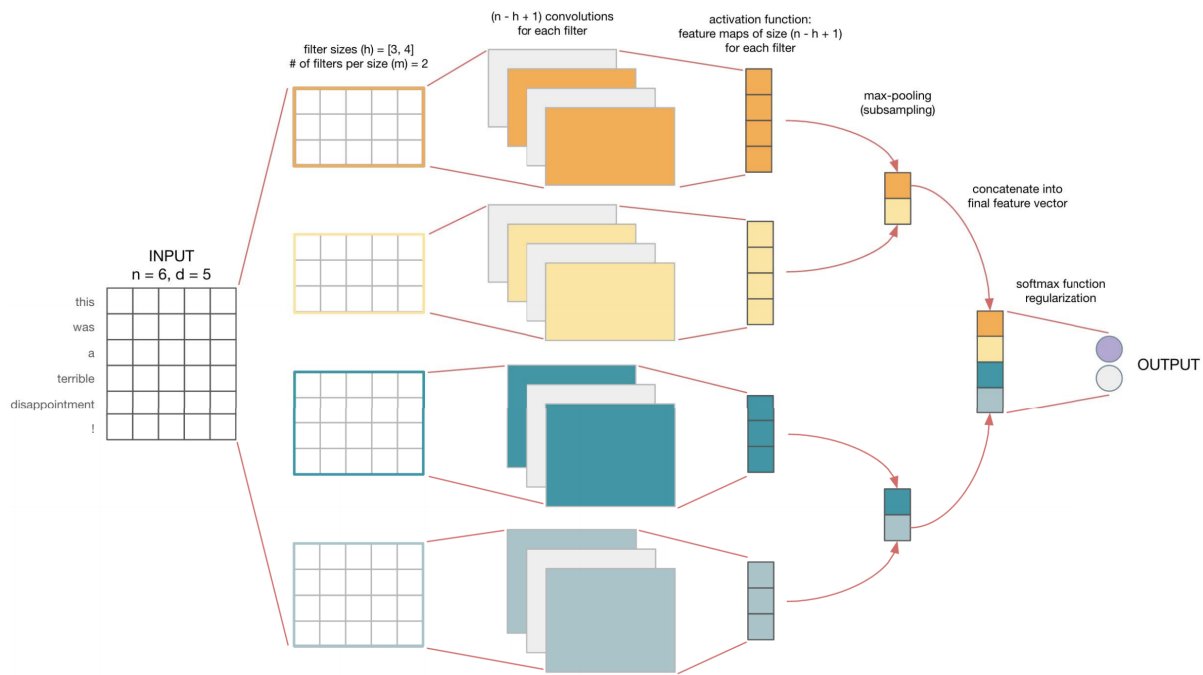 (n - h + 1) convolutions
for each filter
activation function:
feature maps of size (n - h + 1)
for each filter
filter sizes (h) = [3, 4]
# of filters per size (m) = 2
max-pooling
(subsampling)
concatenate into
final feature vector
INPUT
n = 6, d = 5
softmax function
regularization
this
was
a
terrible
disappointment
!
OUTPUT